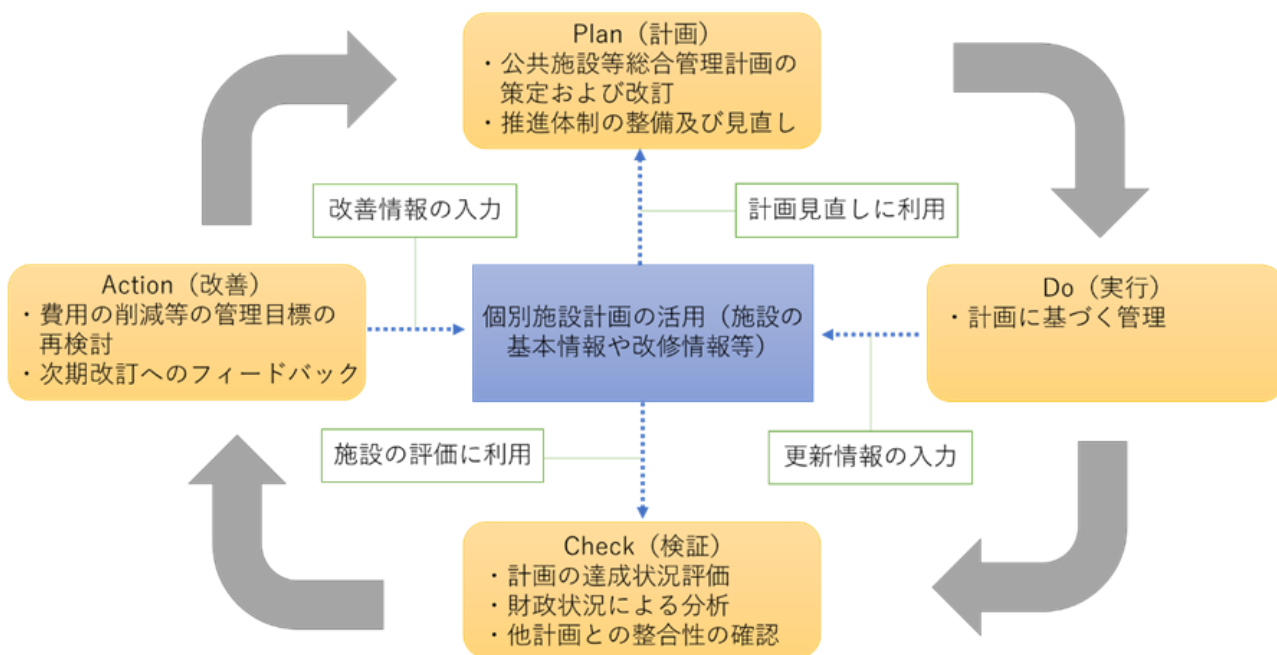 Plan（計画）
・公共施設等総合管理計画の
策定および改訂
・推進体制の整備及び見直し
改善情報の入力
計画見直しに利用
Action（改善）
・費用の削減等の管理目標の
再検討
・次期改訂へのフィードバック
個別施設計画の活用（施設の
基本情報や改修情報等）
Do（実行）
・計画に基づく管理
施設の評価に利用
更新情報の入力
Check（検証）
・計画の達成状況評価
・財政状況による分析
・他計画との整合性の確認